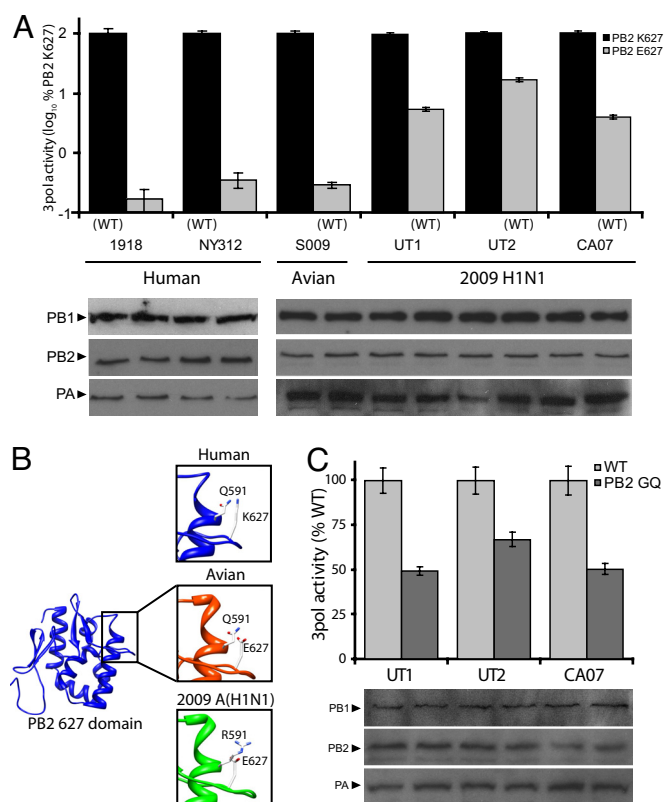 A
3pol activity (log10 % PB2 K627)
2
1
0
-1
PB2 K627
PB2 E627
(WT) (WT) (WT) (WT) (WT) (WT)
1918 NY312 S009 UT1 UT2 CA07
Human Avian 2009 H1N1
PB1
PB2
PA
B
Human
Q591
K627
Avian
Q591
E627
2009 A(H1N1)
R591
E627
PB2 627 domain
C
3pol activity (% WT)
100
75
50
25
0
WT
PB2 GQ
UT1 UT2 CA07
PB1
PB2
PA